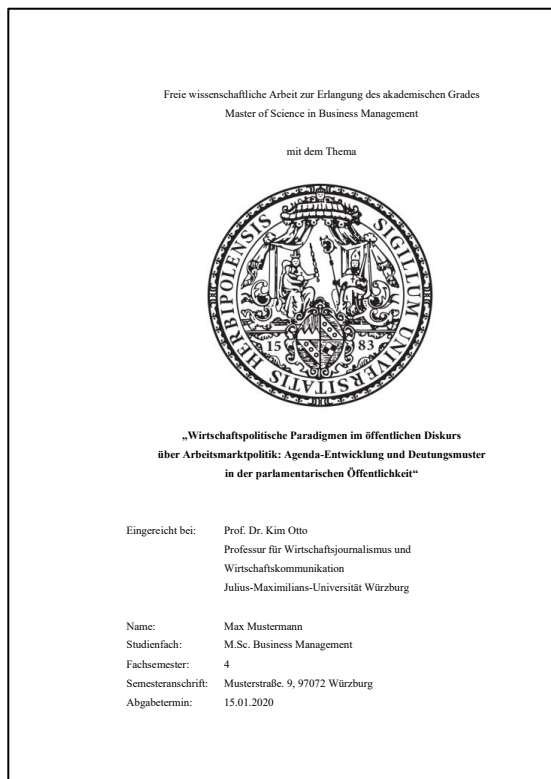 Freie wissenschaftliche Arbeit zur Erlangung des akademischen Grades
Master of Science in Business Management
mit dem Thema
SIGILLUM UNIVERSITATIS HERBIPOLENSIS
15 83
„Wirtschaftspolitische Paradigmen im öffentlichen Diskurs
über Arbeitsmarktpolitik: Agenda-Entwicklung und Deutungsmuster
in der parlamentarischen Öffentlichkeit“
Eingereicht bei: Prof. Dr. Kim Otto
Professur für Wirtschaftsjournalismus und
Wirtschaftskommunikation
Julius-Maximilians-Universität Würzburg
Name: Max Mustermann
Studienfach: M.Sc. Business Management
Fachsemester: 4
Semesteranschrift: Musterstraße. 9, 97072 Würzburg
Abgabetermin: 15.01.2020